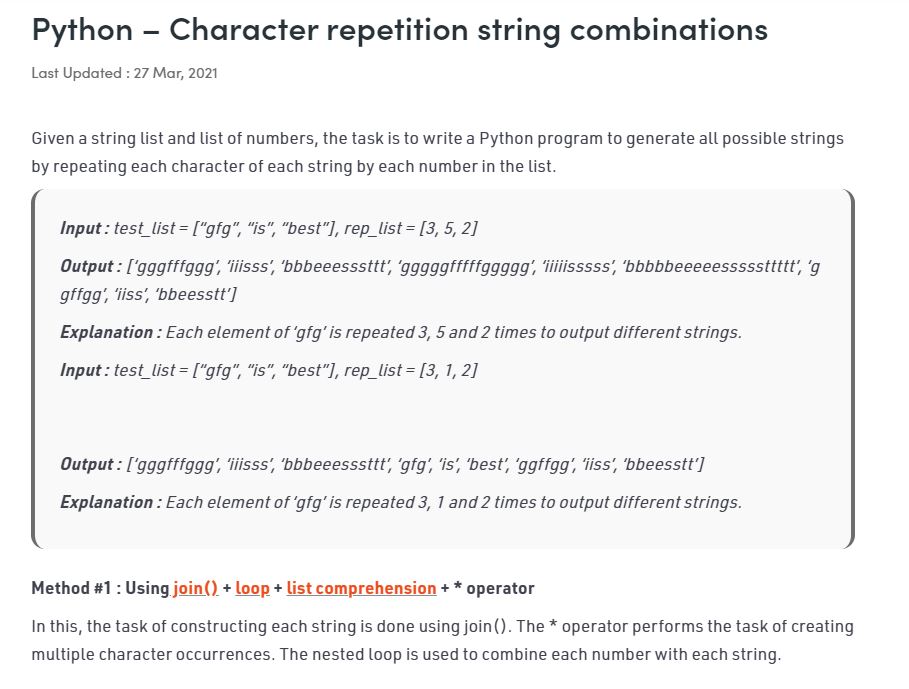 Python – Character repetition string combinations
Last Updated : 27 Mar, 2021
Given a string list and list of numbers, the task is to write a Python program to generate all possible strings
by repeating each character of each string by each number in the list.
Input : test_list = [“gfg”, “is”, “best”], rep_list = [3, 5, 2]
Output : [‘gggfffggg’, ‘iiisss’, ‘bbbeeesssttt’, ‘gggggfffffggggg’, ‘iiiiisssss’, ‘bbbbbeeeeesssssttttt’, ‘g
gffgg’, ‘iiss’, ‘bbeesstt’]
Explanation : Each element of ‘gfg’ is repeated 3, 5 and 2 times to output different strings.
Input : test_list = [“gfg”, “is”, “best”], rep_list = [3, 1, 2]
Output : [‘gggfffggg’, ‘iiisss’, ‘bbbeeesssttt’, ‘gfg’, ‘is’, ‘best’, ‘ggffgg’, ‘iiss’, ‘bbeesstt’]
Explanation : Each element of ‘gfg’ is repeated 3, 1 and 2 times to output different strings.
Method #1 : Using join() + loop + list comprehension + * operator
In this, the task of constructing each string is done using join(). The * operator performs the task of creating
multiple character occurrences. The nested loop is used to combine each number with each string.